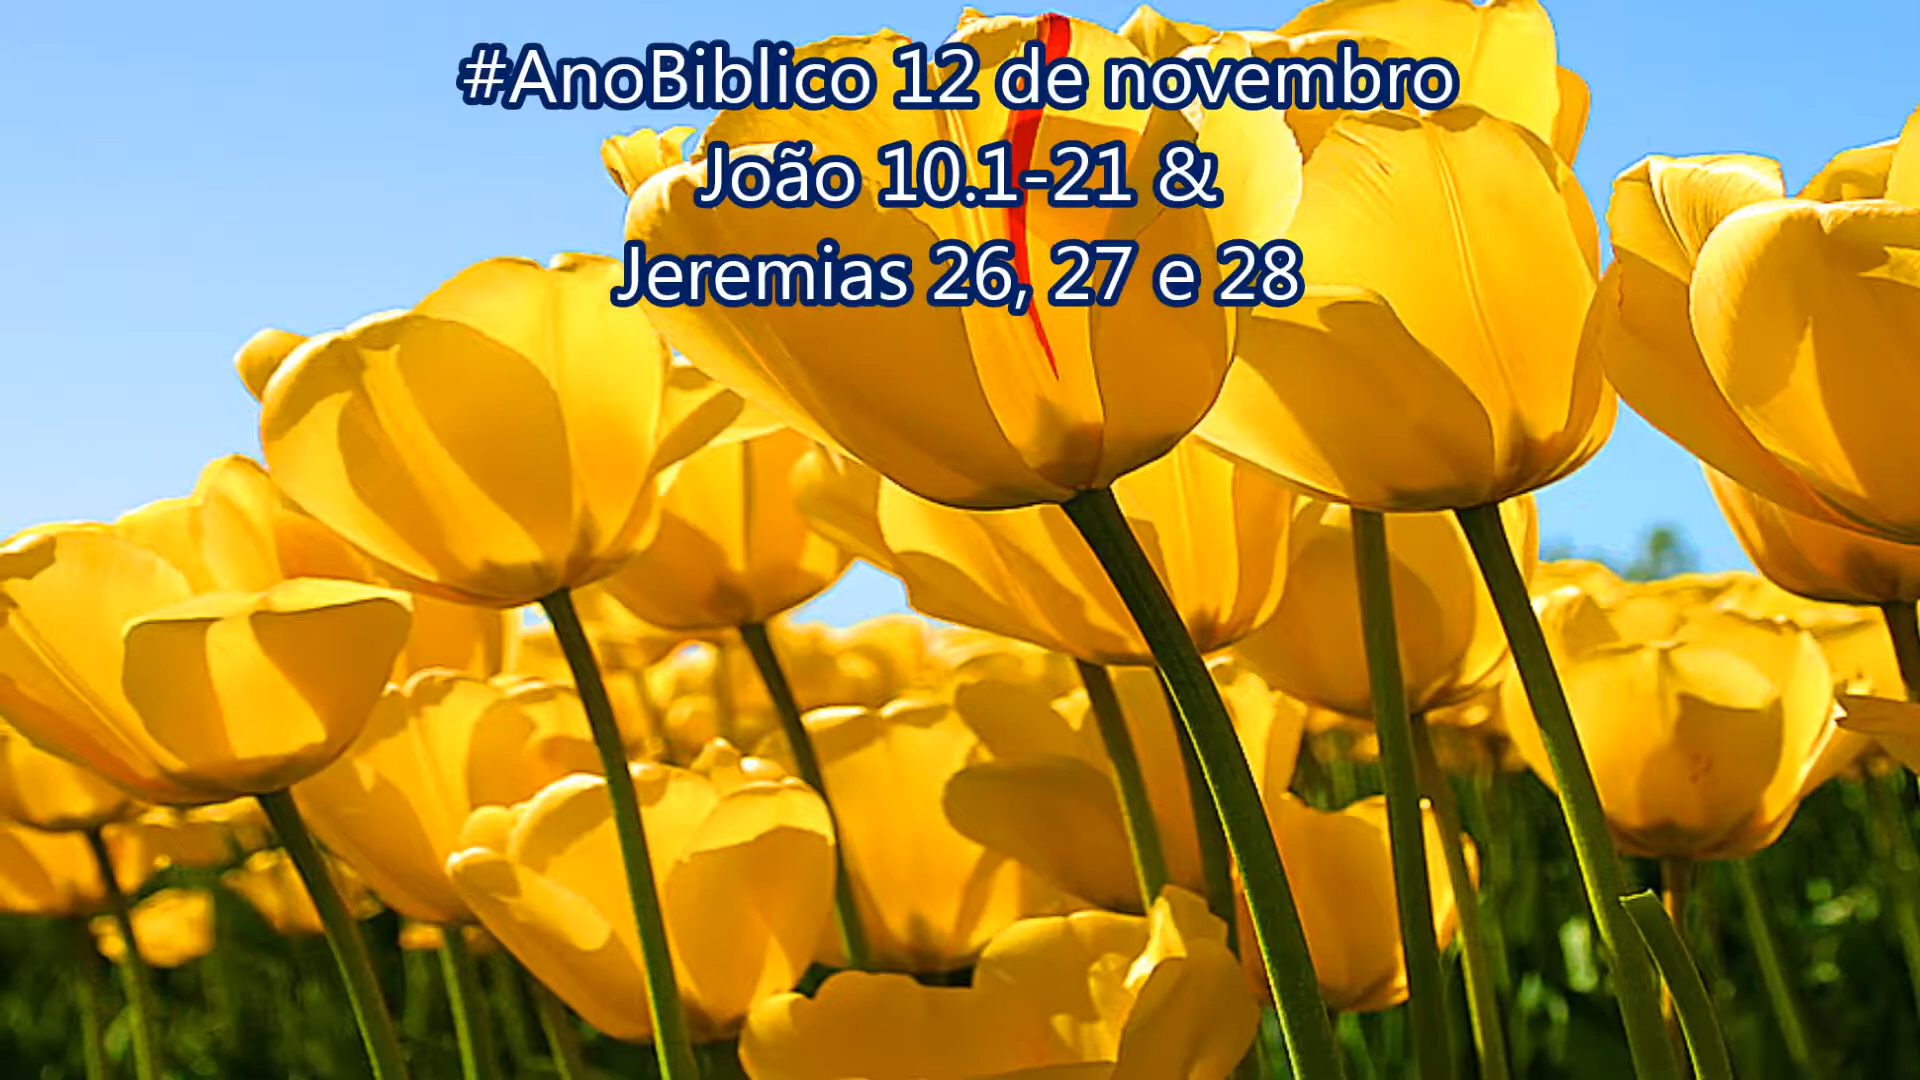 #AnoBiblico 12 de novembro
João 10.1-21 &
Jeremias 26, 27 e 28